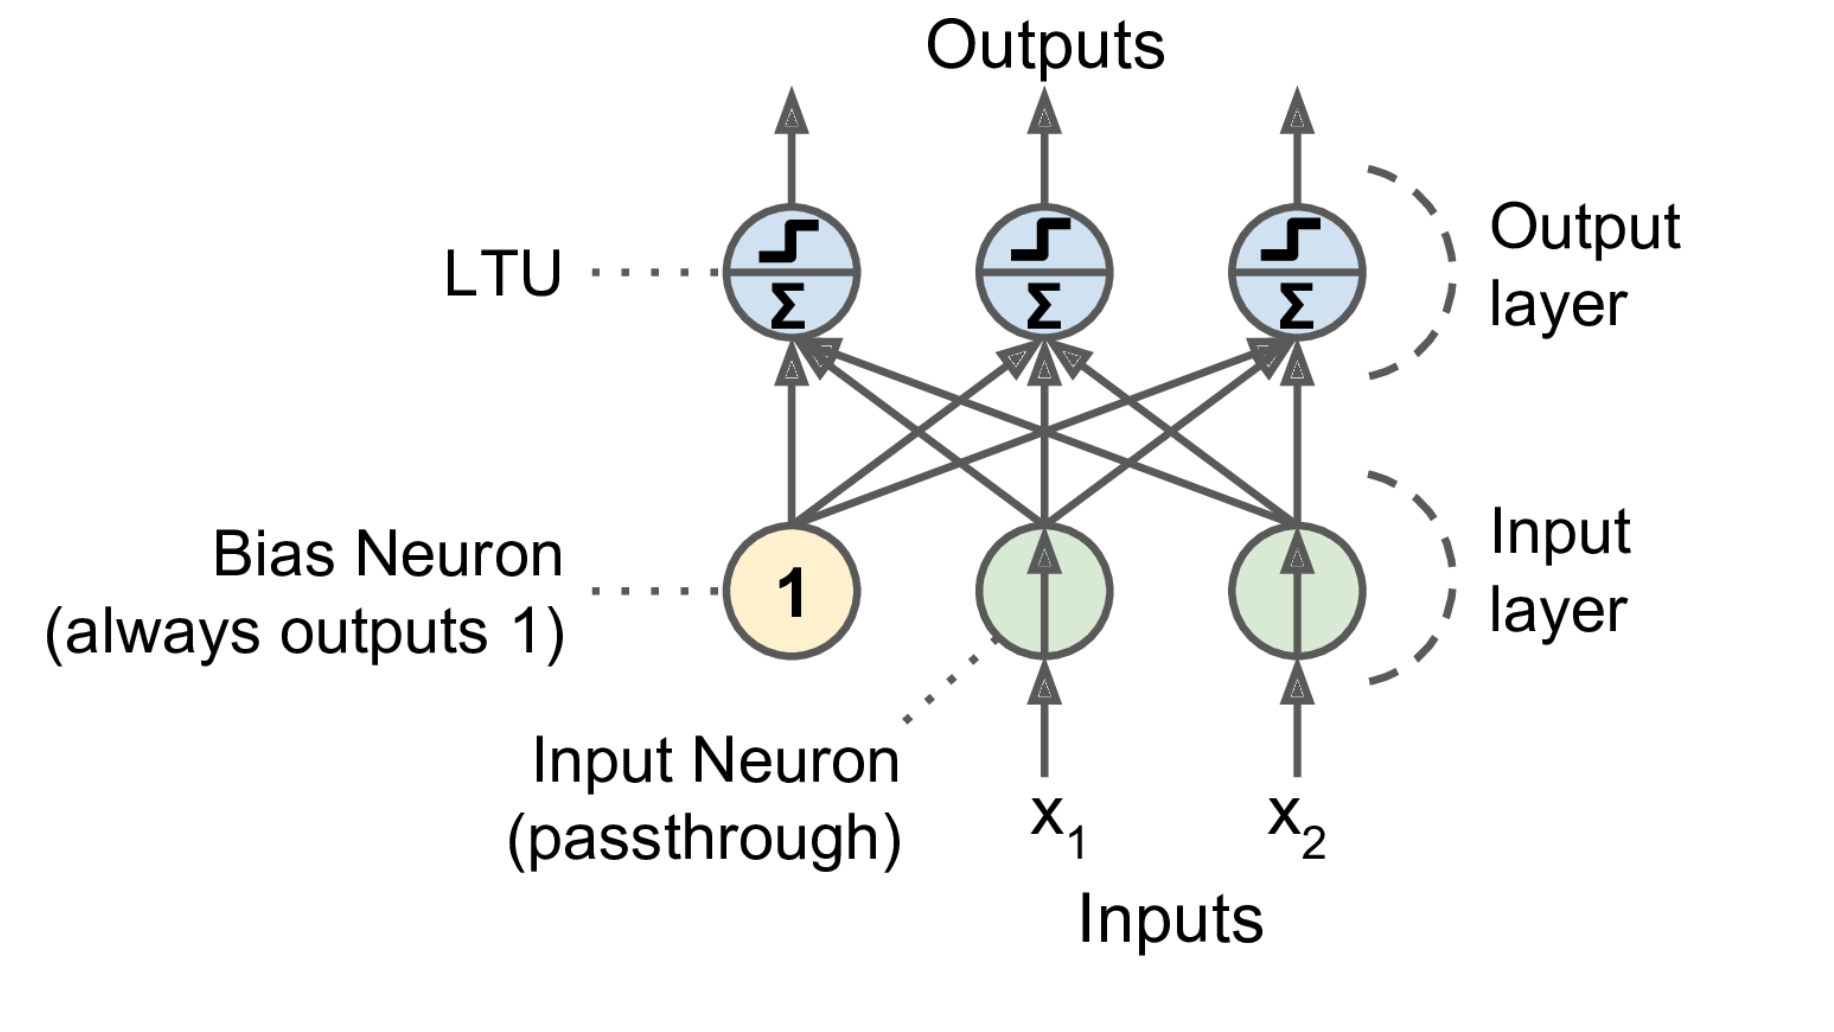 Outputs
LTU
Σ
Σ
Σ
Output
layer
Bias Neuron
(always outputs 1)
1
Input
layer
Input Neuron
(passthrough)
x1
x2
Inputs